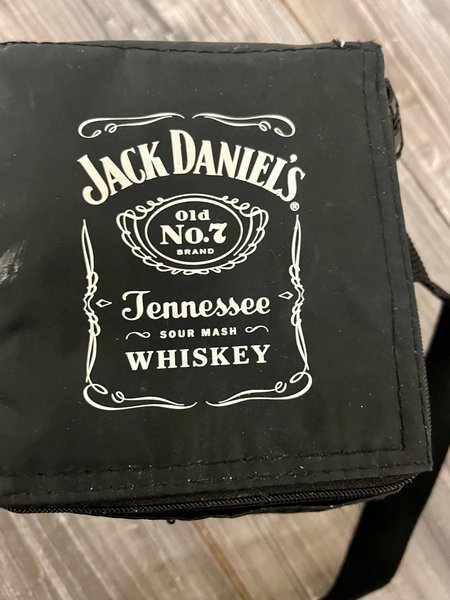 JACK DANIEL'S
®
Old
No.7
BRAND
Tennessee
SOUR MASH
WHISKEY